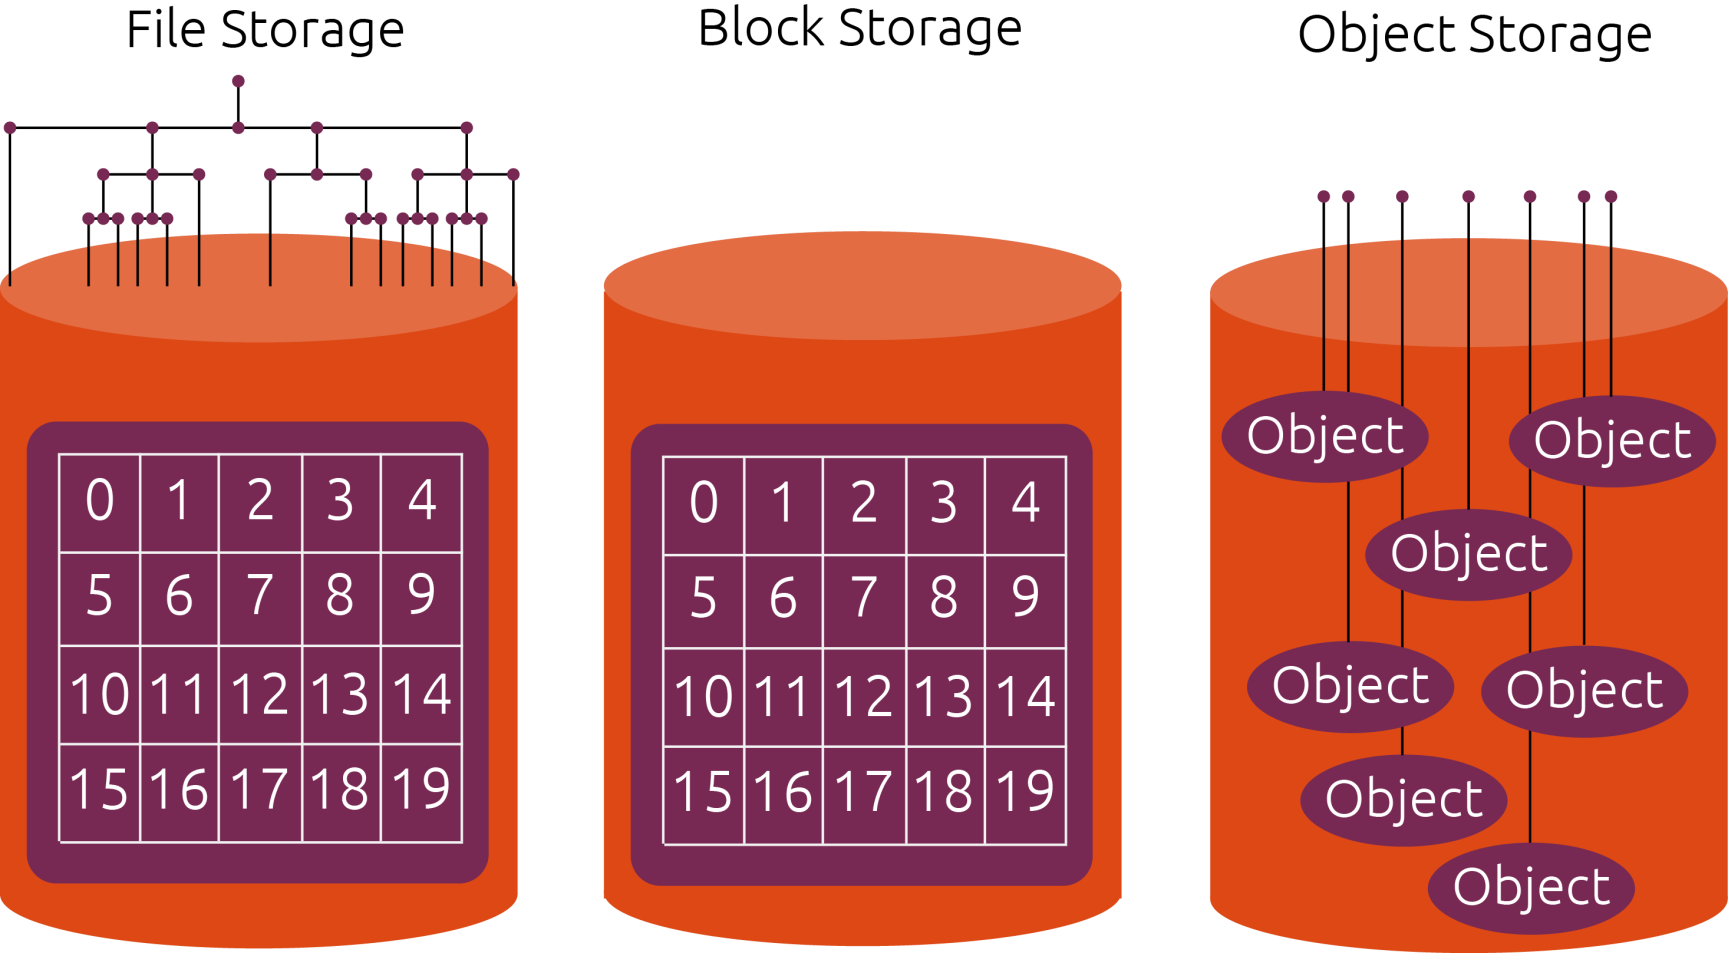 File Storage
Block Storage
Object Storage
0 1 2 3 4
5 6 7 8 9
10 11 12 13 14
15 16 17 18 19
0 1 2 3 4
5 6 7 8 9
10 11 12 13 14
15 16 17 18 19
Object
Object
Object
Object
Object
Object
Object